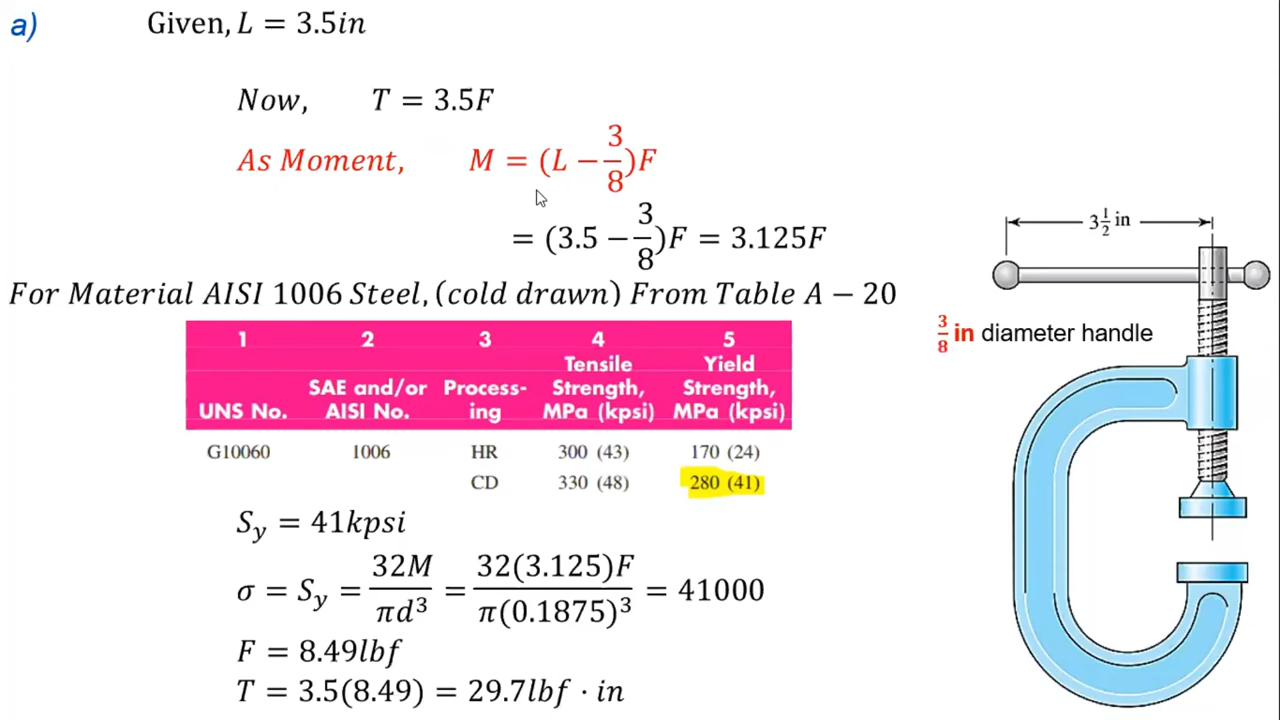 a) Given, L = 3.5in
Now, T = 3.5F
As Moment, M = (L − 3/8)F
= (3.5 − 3/8)F = 3.125F
For Material AISI 1006 Steel, (cold drawn) From Table A − 20
1 2 3 4 5
UNS No. SAE and/or AISI No. Process-ing Tensile Strength, MPa (kpsi) Yield Strength, MPa (kpsi)
G10060 1006 HR 300 (43) 170 (24)
CD 330 (48) 280 (41)
S_y = 41kpsi
σ = S_y = 32M/πd³ = 32(3.125)F/π(0.1875)³ = 41000
F = 8.49lbf
T = 3.5(8.49) = 29.7lbf · in
3 1/2 in
3/8 in diameter handle